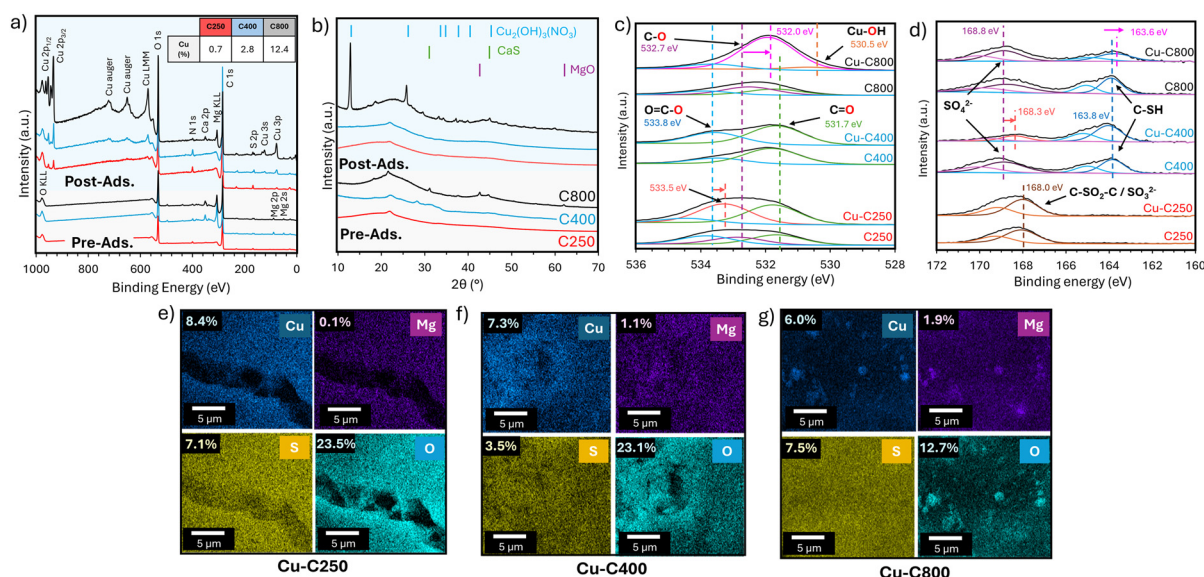 a)
C250 C400 C800
Cu (%) 0.7 2.8 12.4
Cu 2p1/2
Cu 2p3/2
Cu auger
Cu auger
Cu LMM
O 1s
N 1s
Ca 2p
Mg KLL
C 1s
S 2p
Cu 3s
Cu 3p
Post-Ads.
O KLL
Mg 2p
Mg 2s
Pre-Ads.
Intensity (a.u.)
1000 800 600 400 200 0
Binding Energy (eV)
b)
Cu2(OH)3(NO3)
CaS
MgO
Post-Ads.
C800
C400
Pre-Ads.
C250
Intensity (a.u.)
10 20 30 40 50 60 70
2θ (°)
c)
C-O
532.7 eV
532.0 eV
Cu-OH
530.5 eV
Cu-C800
C800
O=C-O
533.8 eV
C=O
531.7 eV
Cu-C400
C400
533.5 eV
Cu-C250
C250
Intensity (a.u.)
536 534 532 530 528
Binding energy (eV)
d)
168.8 eV
163.6 eV
Cu-C800
C800
SO42-
C-SH
168.3 eV
163.8 eV
Cu-C400
C400
168.0 eV
C-SO2-C / SO32-
Cu-C250
C250
Intensity (a.u.)
172 170 168 166 164 162 160
Binding energy (eV)
e)
8.4% Cu
5 µm
0.1% Mg
5 µm
7.1% S
5 µm
23.5% O
5 µm
Cu-C250
f)
7.3% Cu
5 µm
1.1% Mg
5 µm
3.5% S
5 µm
23.1% O
5 µm
Cu-C400
g)
6.0% Cu
5 µm
1.9% Mg
5 µm
7.5% S
5 µm
12.7% O
5 µm
Cu-C800